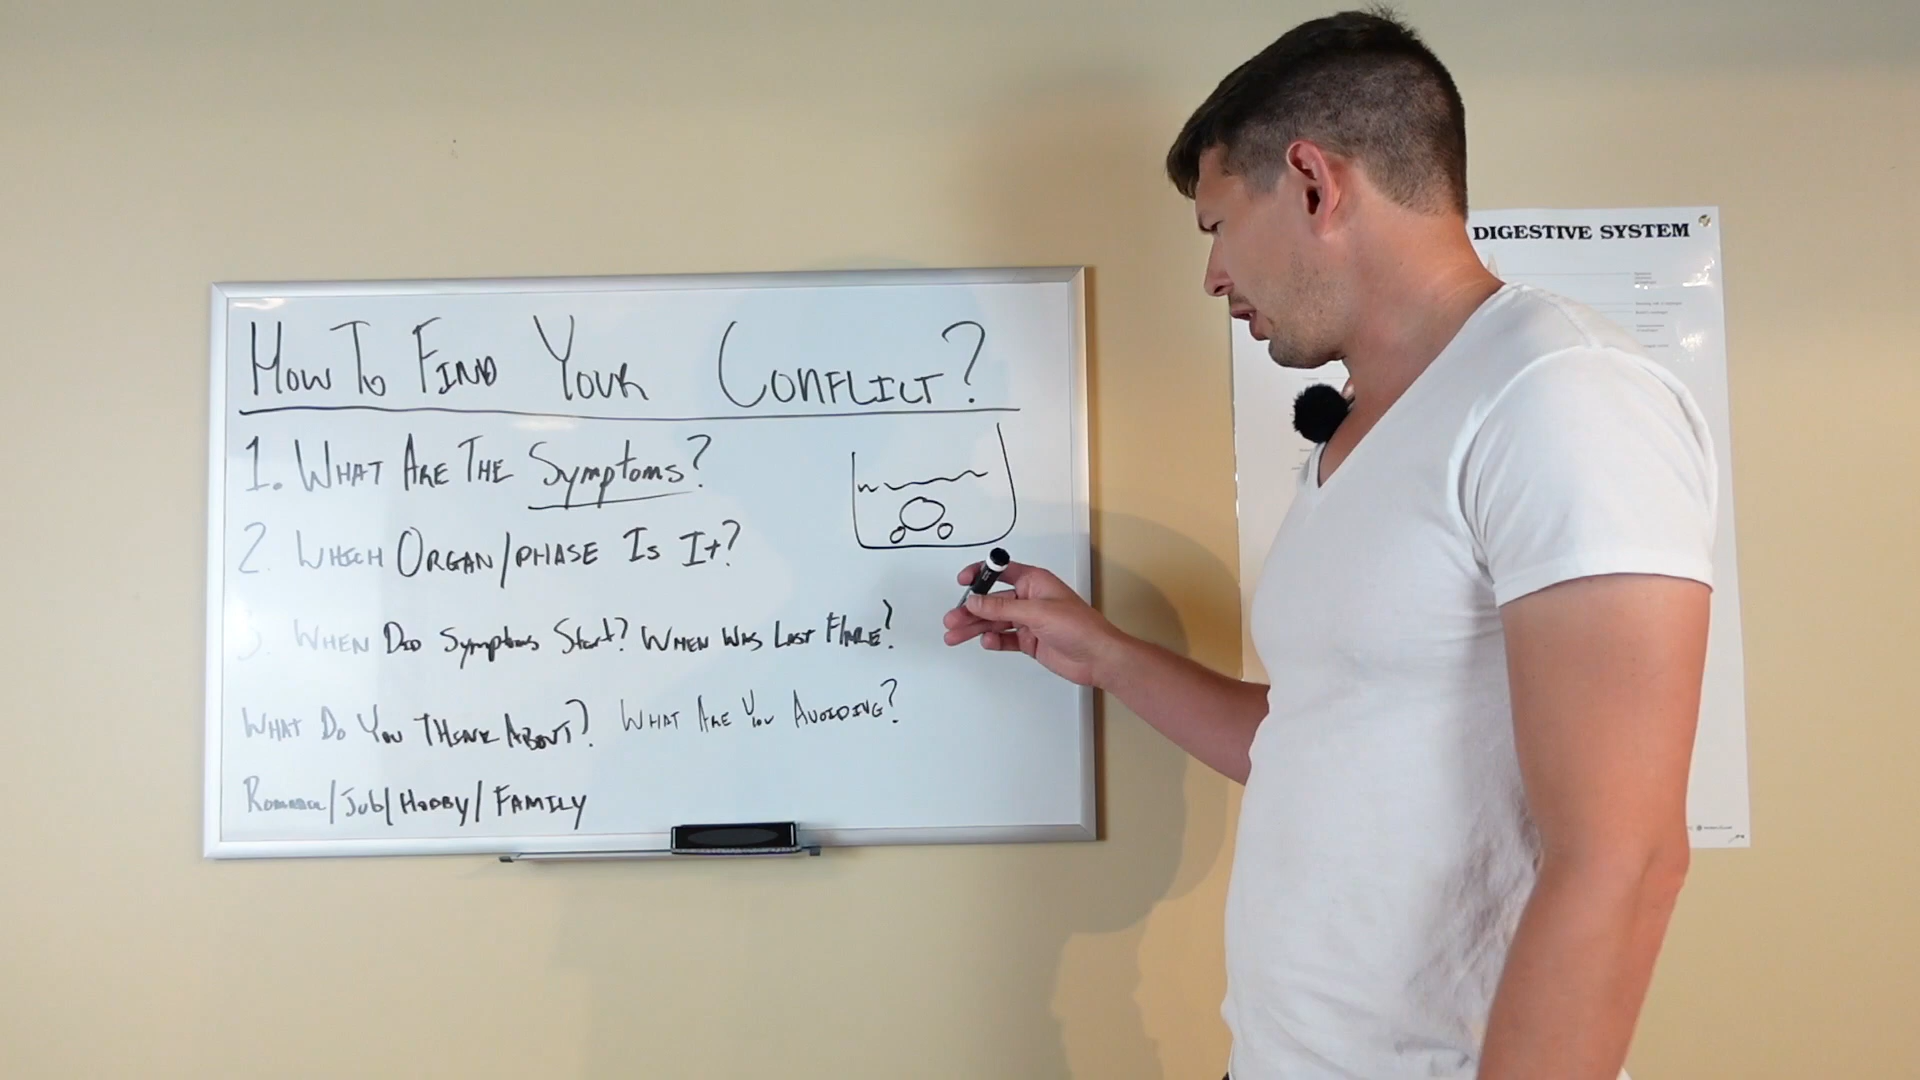 How To Find Your Conflict?
1. What Are The Symptoms?
2. Which Organ/phase Is It?
3. When Did Symptoms Start? When Was Last Flare?
What Do You Think About? What Are You Avoiding?
Romance/Job/Hobby/Family
DIGESTIVE SYSTEM